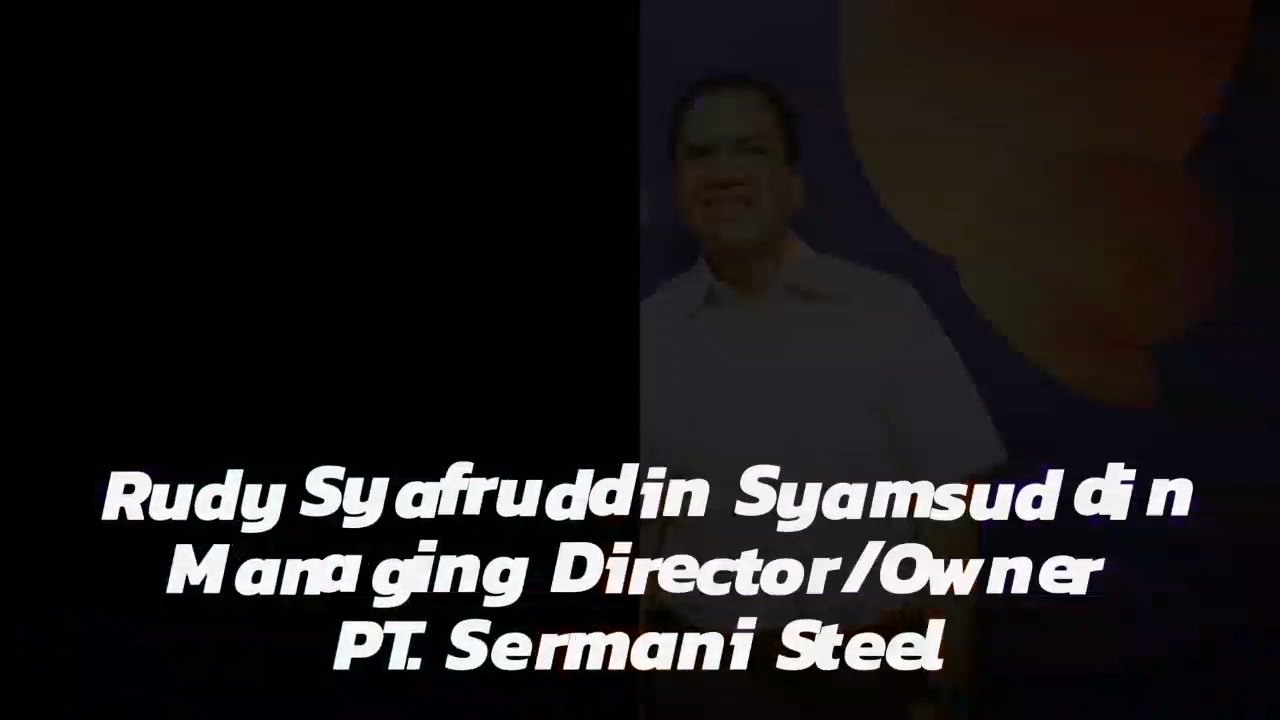 Rudy Syafruddin Syamsuddin
Managing Director/Owner
PT. Sermani Steel